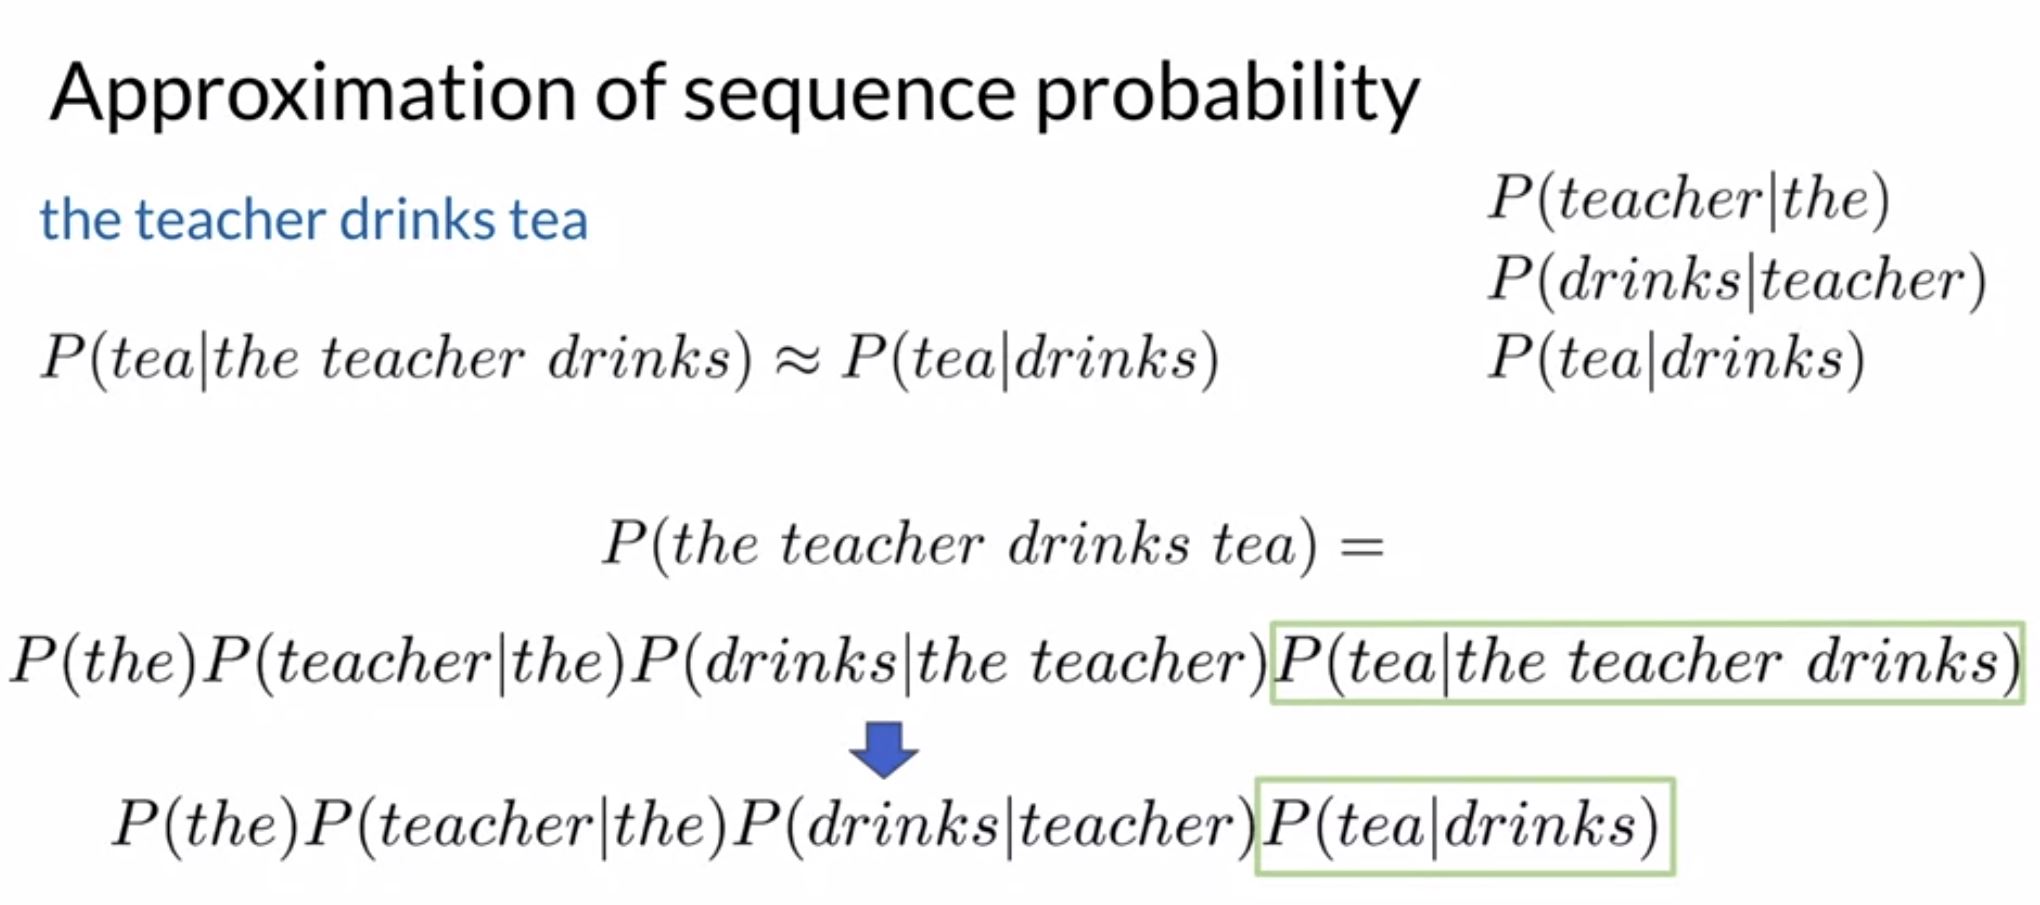 Approximation of sequence probability
the teacher drinks tea
P(teacher|the)
P(drinks|teacher)
P(tea|the teacher drinks) ≈ P(tea|drinks)
P(tea|drinks)
P(the teacher drinks tea) =
P(the)P(teacher|the)P(drinks|the teacher)P(tea|the teacher drinks)
P(the)P(teacher|the)P(drinks|teacher)P(tea|drinks)